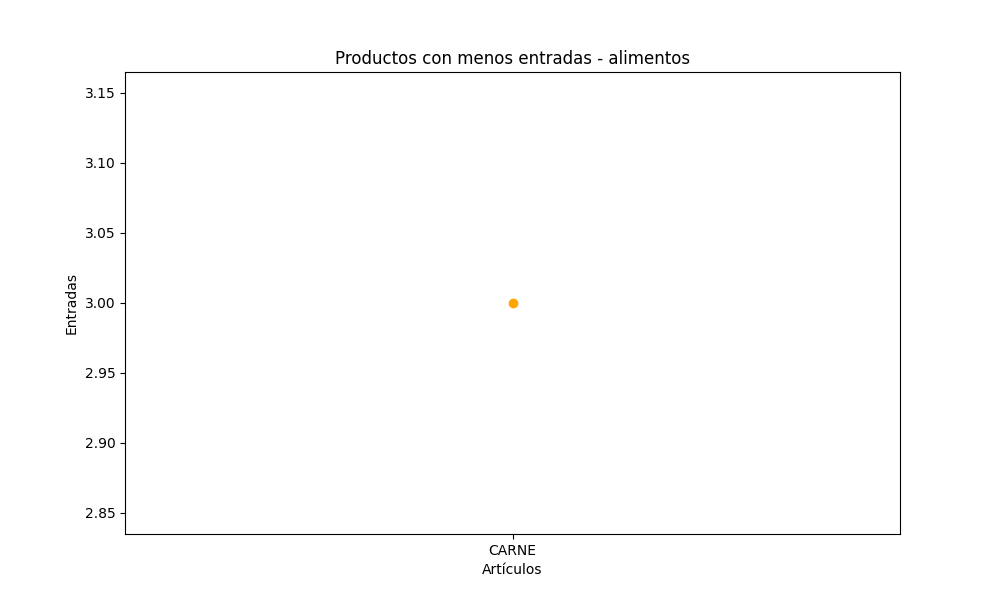 Productos con menos entradas - alimentos
3.15
3.10
3.05
3.00
2.95
2.90
2.85
Entradas
CARNE
Artículos